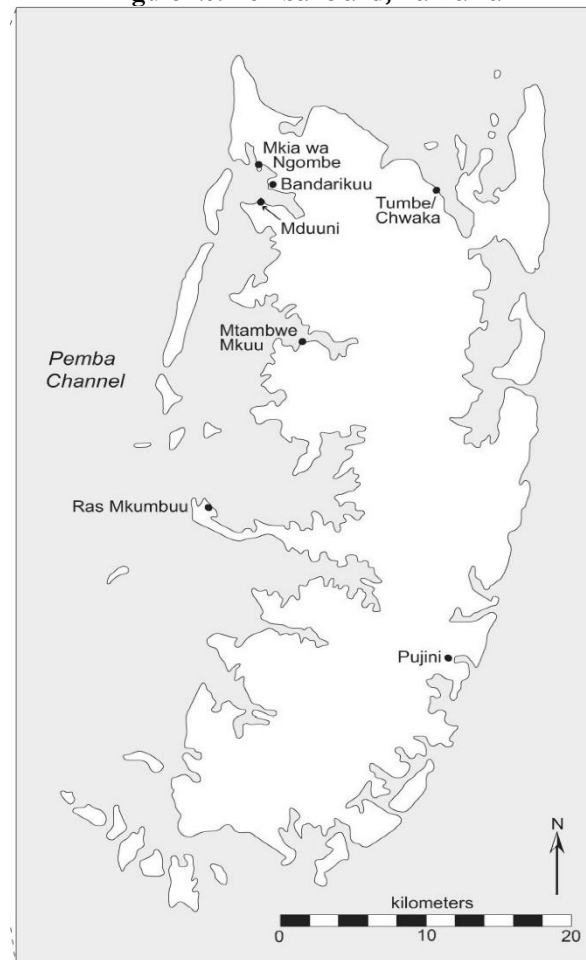 Mkia wa
Ngombe
Bandarikuu
Mduuni
Tumbe/
Chwaka
Mtambwe
Mkuu
Pemba
Channel
Ras Mkumbuu
Pujini
N
kilometers
0 10 20